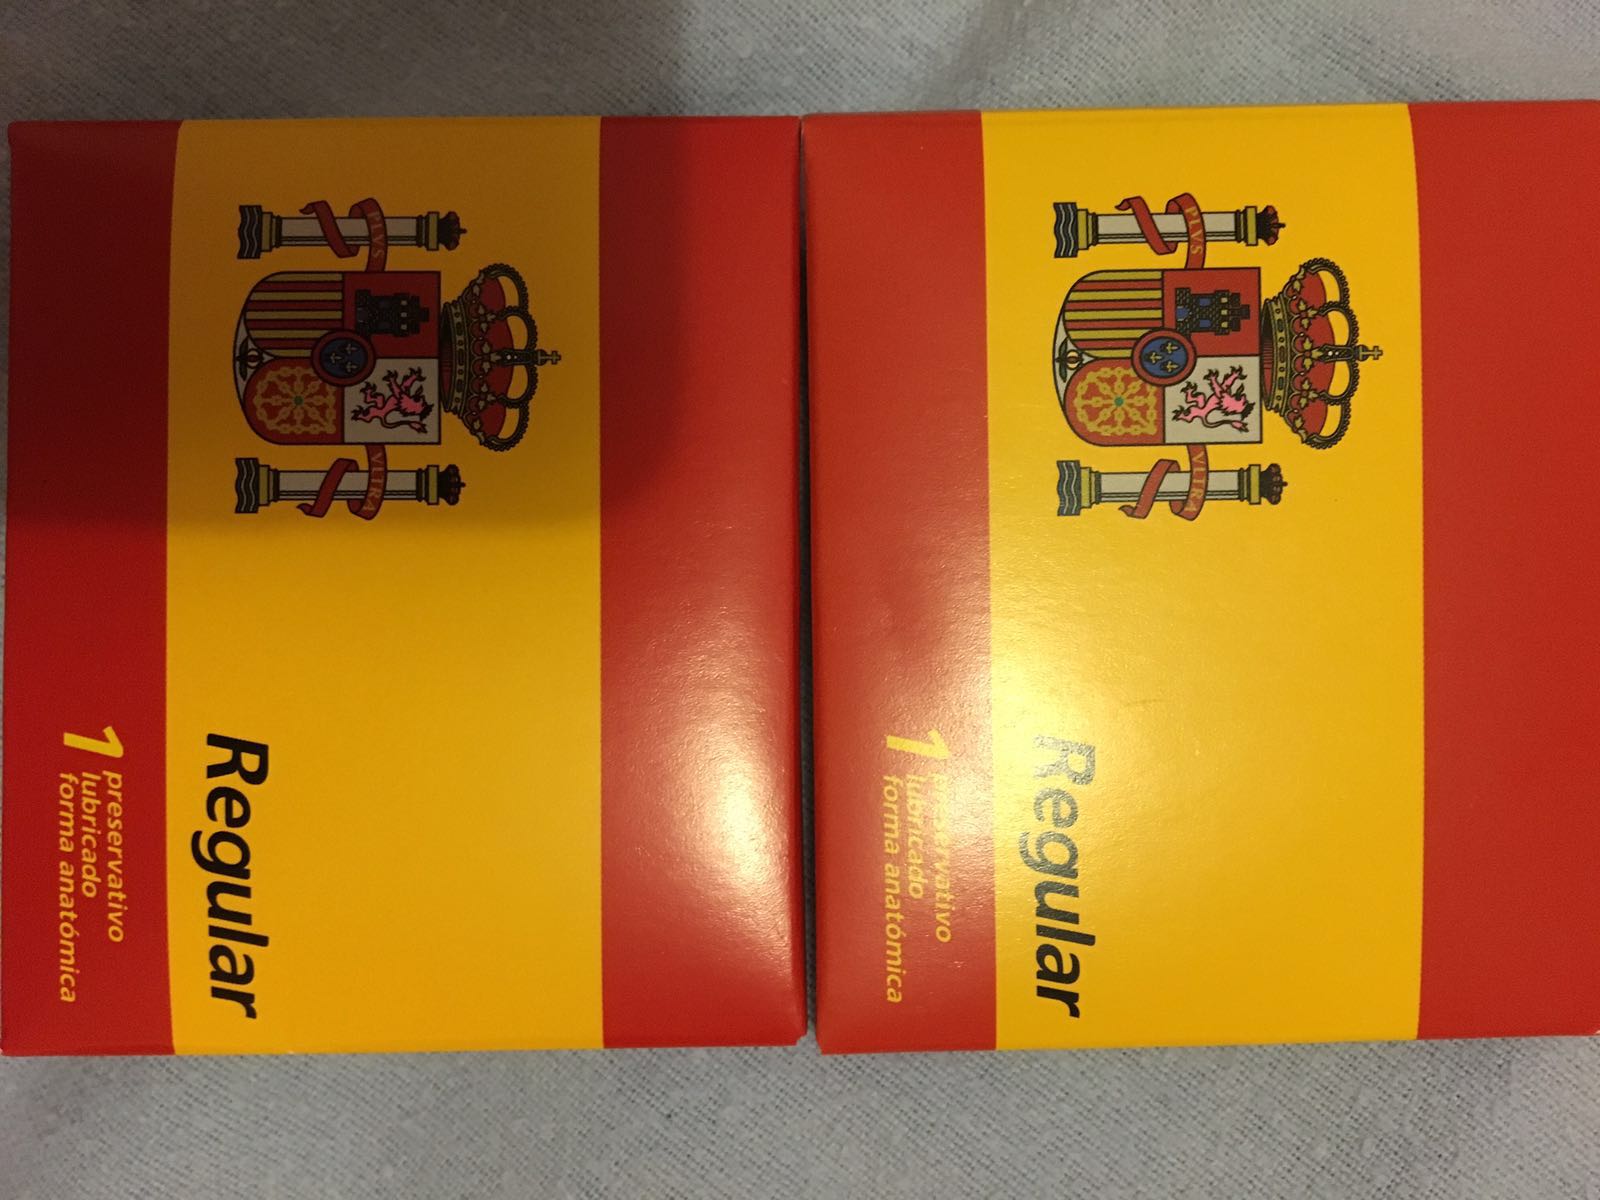 PLVS
VLTRA
Regular
1 preservativo
lubricado
forma anatómica
PLVS
VLTRA
Regular
1 preservativo
lubricado
forma anatómica